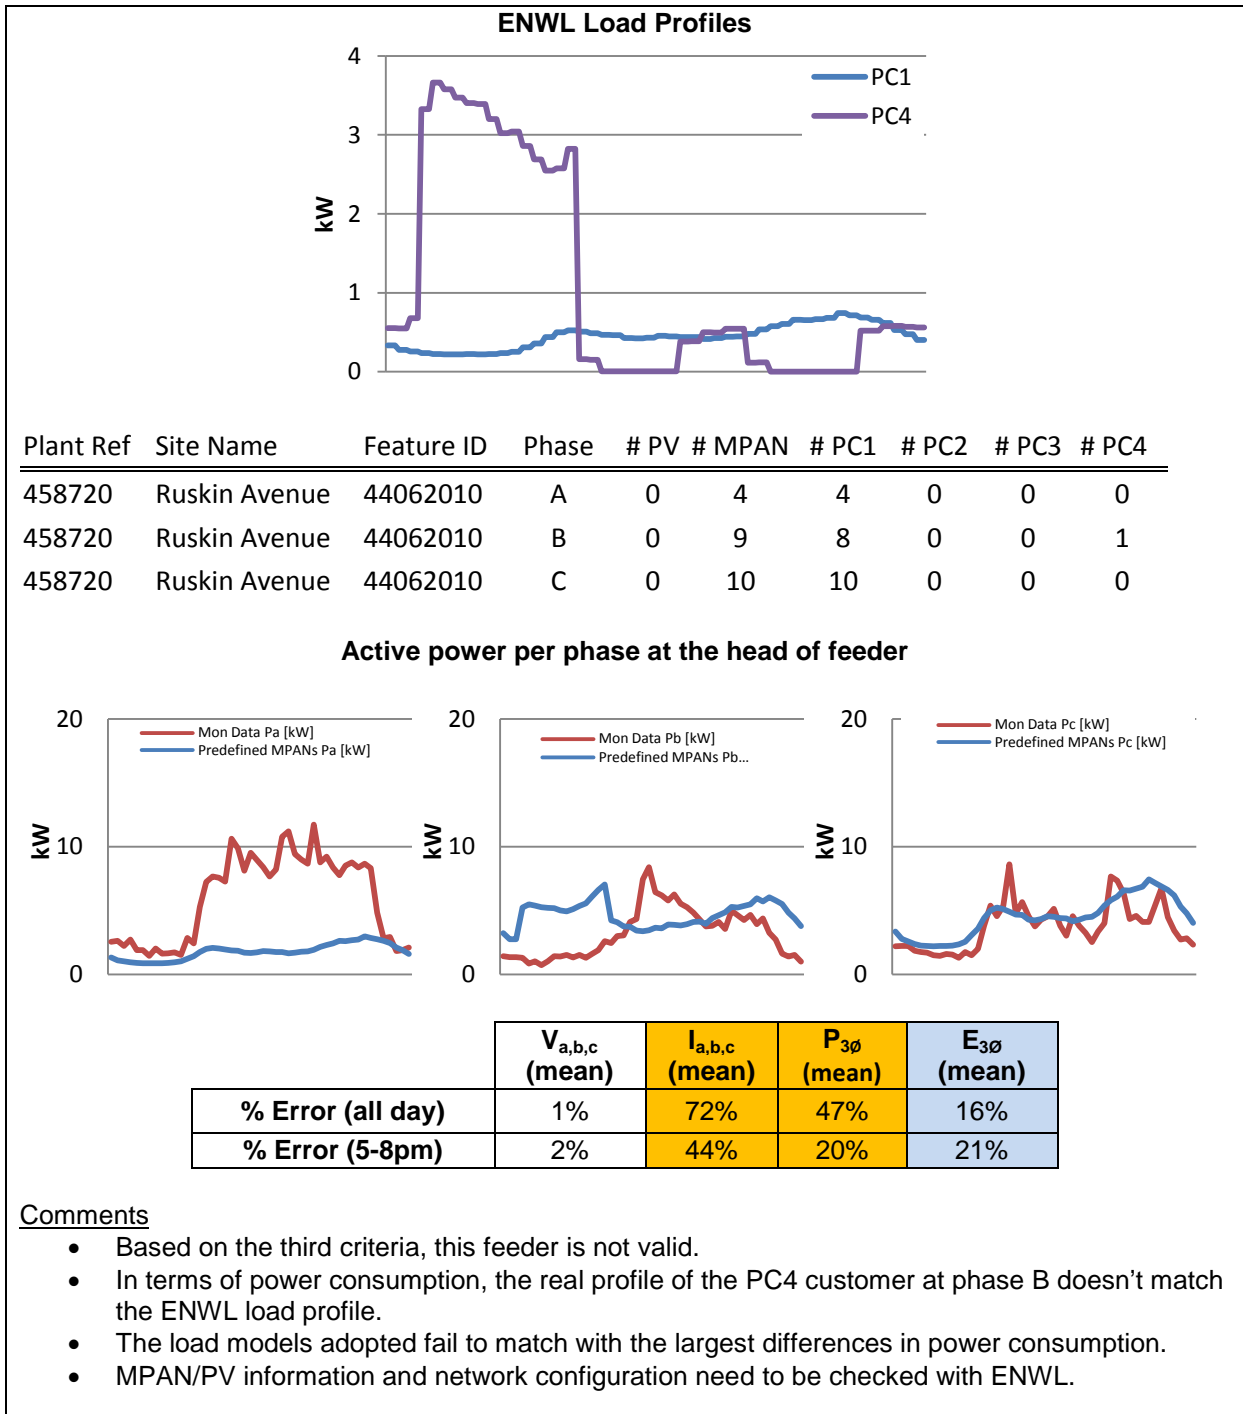 ENWL Load Profiles
4
3
2
1
0
kW
PC1
PC4
Plant Ref Site Name Feature ID Phase # PV # MPAN # PC1 # PC2 # PC3 # PC4
458720 Ruskin Avenue 44062010 A 0 4 4 0 0 0
458720 Ruskin Avenue 44062010 B 0 9 8 0 0 1
458720 Ruskin Avenue 44062010 C 0 10 10 0 0 0
Active power per phase at the head of feeder
20
10
0
kW
Mon Data Pa [kW]
Predefined MPANs Pa [kW]
20
10
0
kW
Mon Data Pb [kW]
Predefined MPANs Pb...
20
10
0
kW
Mon Data Pc [kW]
Predefined MPANs Pc [kW]
Va,b,c (mean) Ia,b,c (mean) P3Ø (mean) E3Ø (mean)
% Error (all day) 1% 72% 47% 16%
% Error (5-8pm) 2% 44% 20% 21%
Comments
• Based on the third criteria, this feeder is not valid.
• In terms of power consumption, the real profile of the PC4 customer at phase B doesn’t match
the ENWL load profile.
• The load models adopted fail to match with the largest differences in power consumption.
• MPAN/PV information and network configuration need to be checked with ENWL.